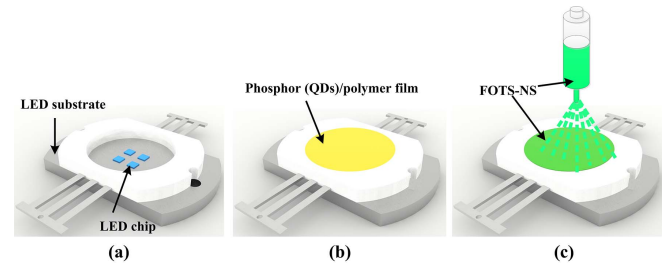 LED substrate
LED chip
(a)
Phosphor (QDs)/polymer film
(b)
FOTS-NS
(c)